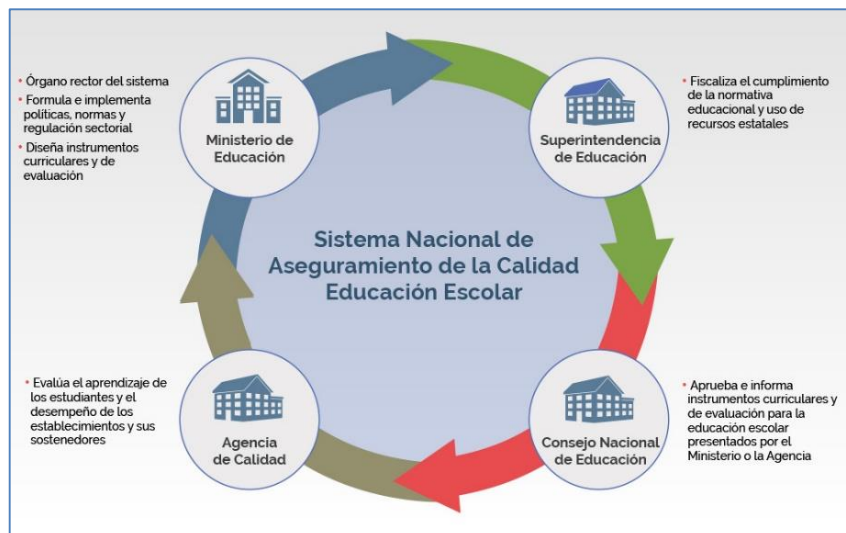 • Órgano rector del sistema
• Formula e implementa
políticas, normas y
regulación sectorial
• Diseña instrumentos
curriculares y de
evaluación
Ministerio de
Educación
Superintendencia
de Educación
• Fiscaliza el cumplimiento
de la normativa
educacional y uso de
recursos estatales
Sistema Nacional de
Aseguramiento de la Calidad
Educación Escolar
• Evalúa el aprendizaje de
los estudiantes y el
desempeño de los
establecimientos y sus
sostenedores
Agencia
de Calidad
Consejo Nacional
de Educación
• Aprueba e informa
instrumentos curriculares y
de evaluación para la
educación escolar
presentados por el
Ministerio o la Agencia